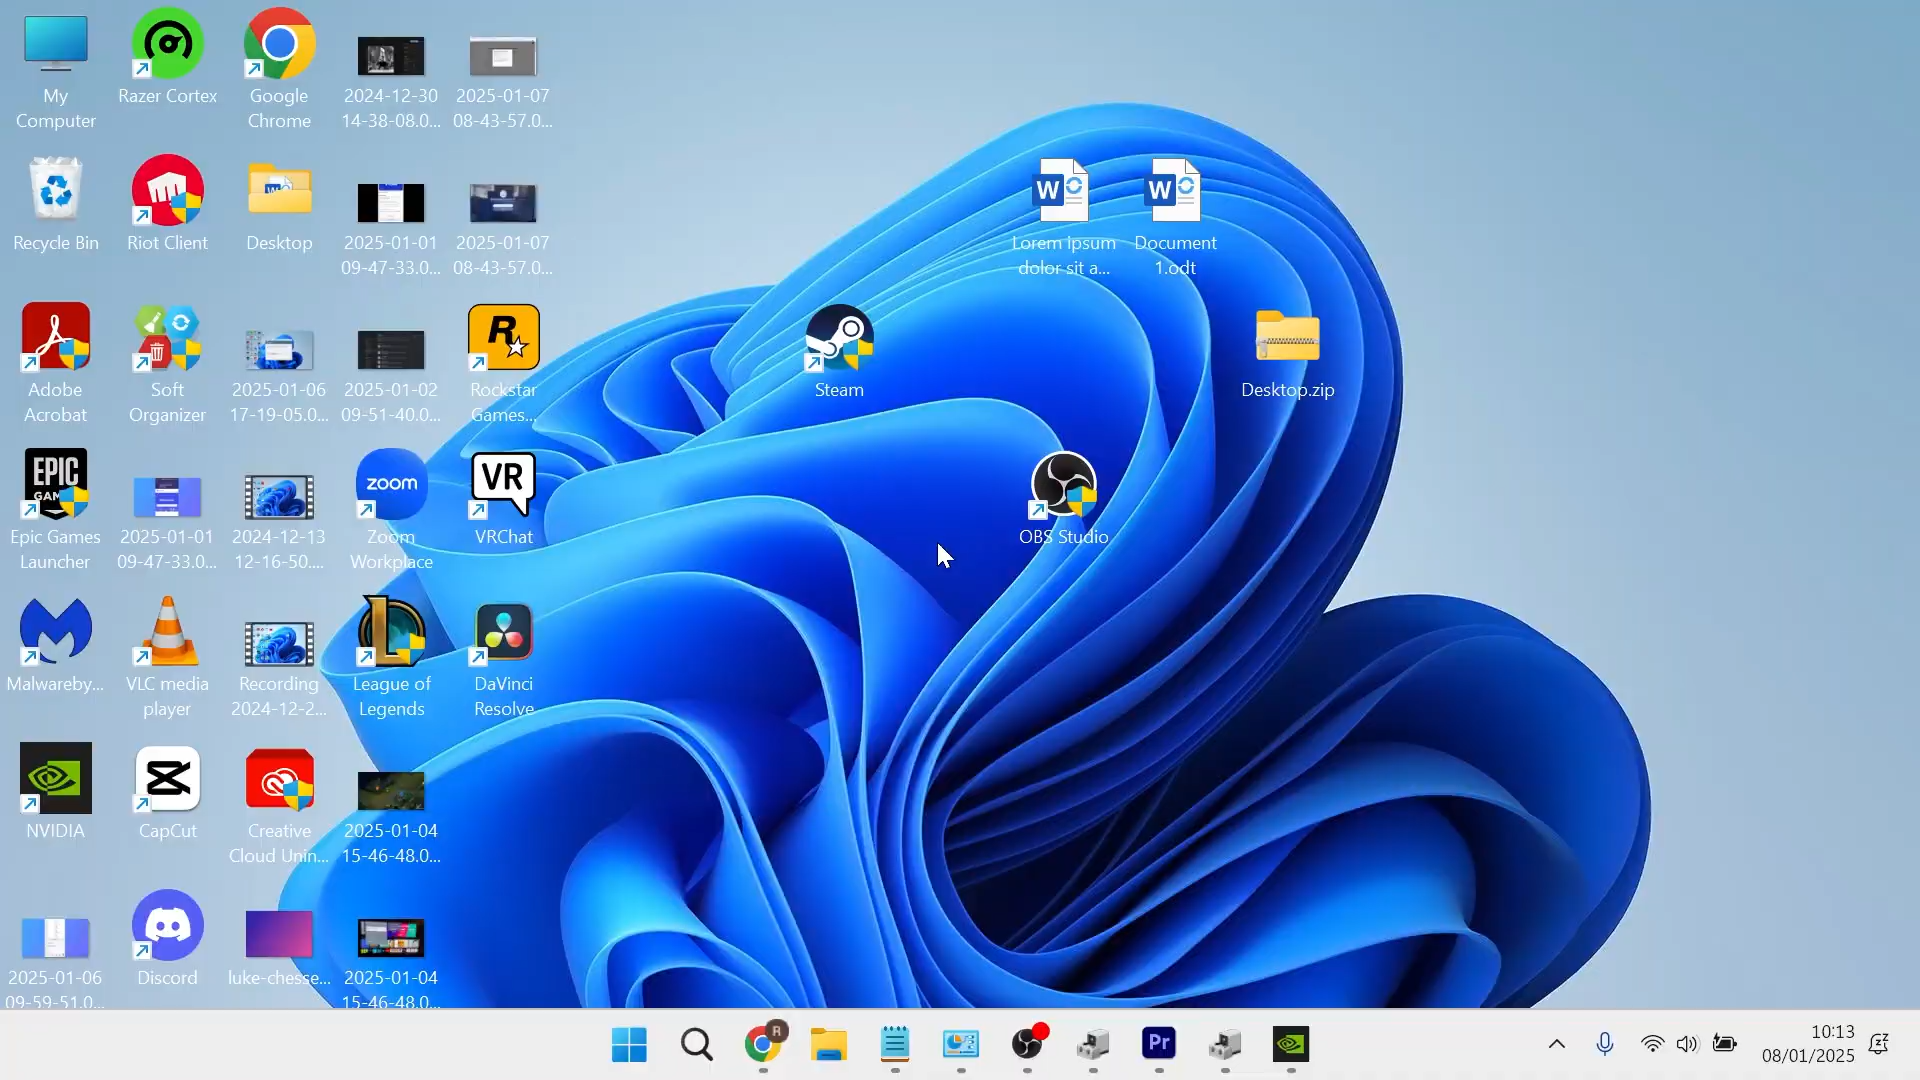 My
Computer
Razer Cortex
Google
Chrome
2024-12-30
14-38-08.0...
2025-01-07
08-43-57.0...
Recycle Bin
Riot Client
Desktop
2025-01-01
09-47-33.0...
2025-01-07
08-43-57.0...
W
Lorem ipsum
dolor sit a...
W
Document
1.odt
Adobe
Acrobat
Soft
Organizer
2025-01-06
17-19-05.0...
2025-01-02
09-51-40.0...
R
Rockstar
Games...
Steam
Desktop.zip
EPIC
GAM
Epic Games
Launcher
2025-01-01
09-47-33.0...
2024-12-13
12-16-50....
zoom
Zoom
Workplace
VR
VRChat
OBS Studio
Malwareby...
VLC media
player
Recording
2024-12-2...
League of
Legends
DaVinci
Resolve
NVIDIA
CapCut
Creative
Cloud Unin...
2025-01-04
15-46-48.0...
2025-01-06
09-59-51.0...
Discord
luke-chesse...
2025-01-04
15-46-48.0...
R
Pr
10:13
08/01/2025